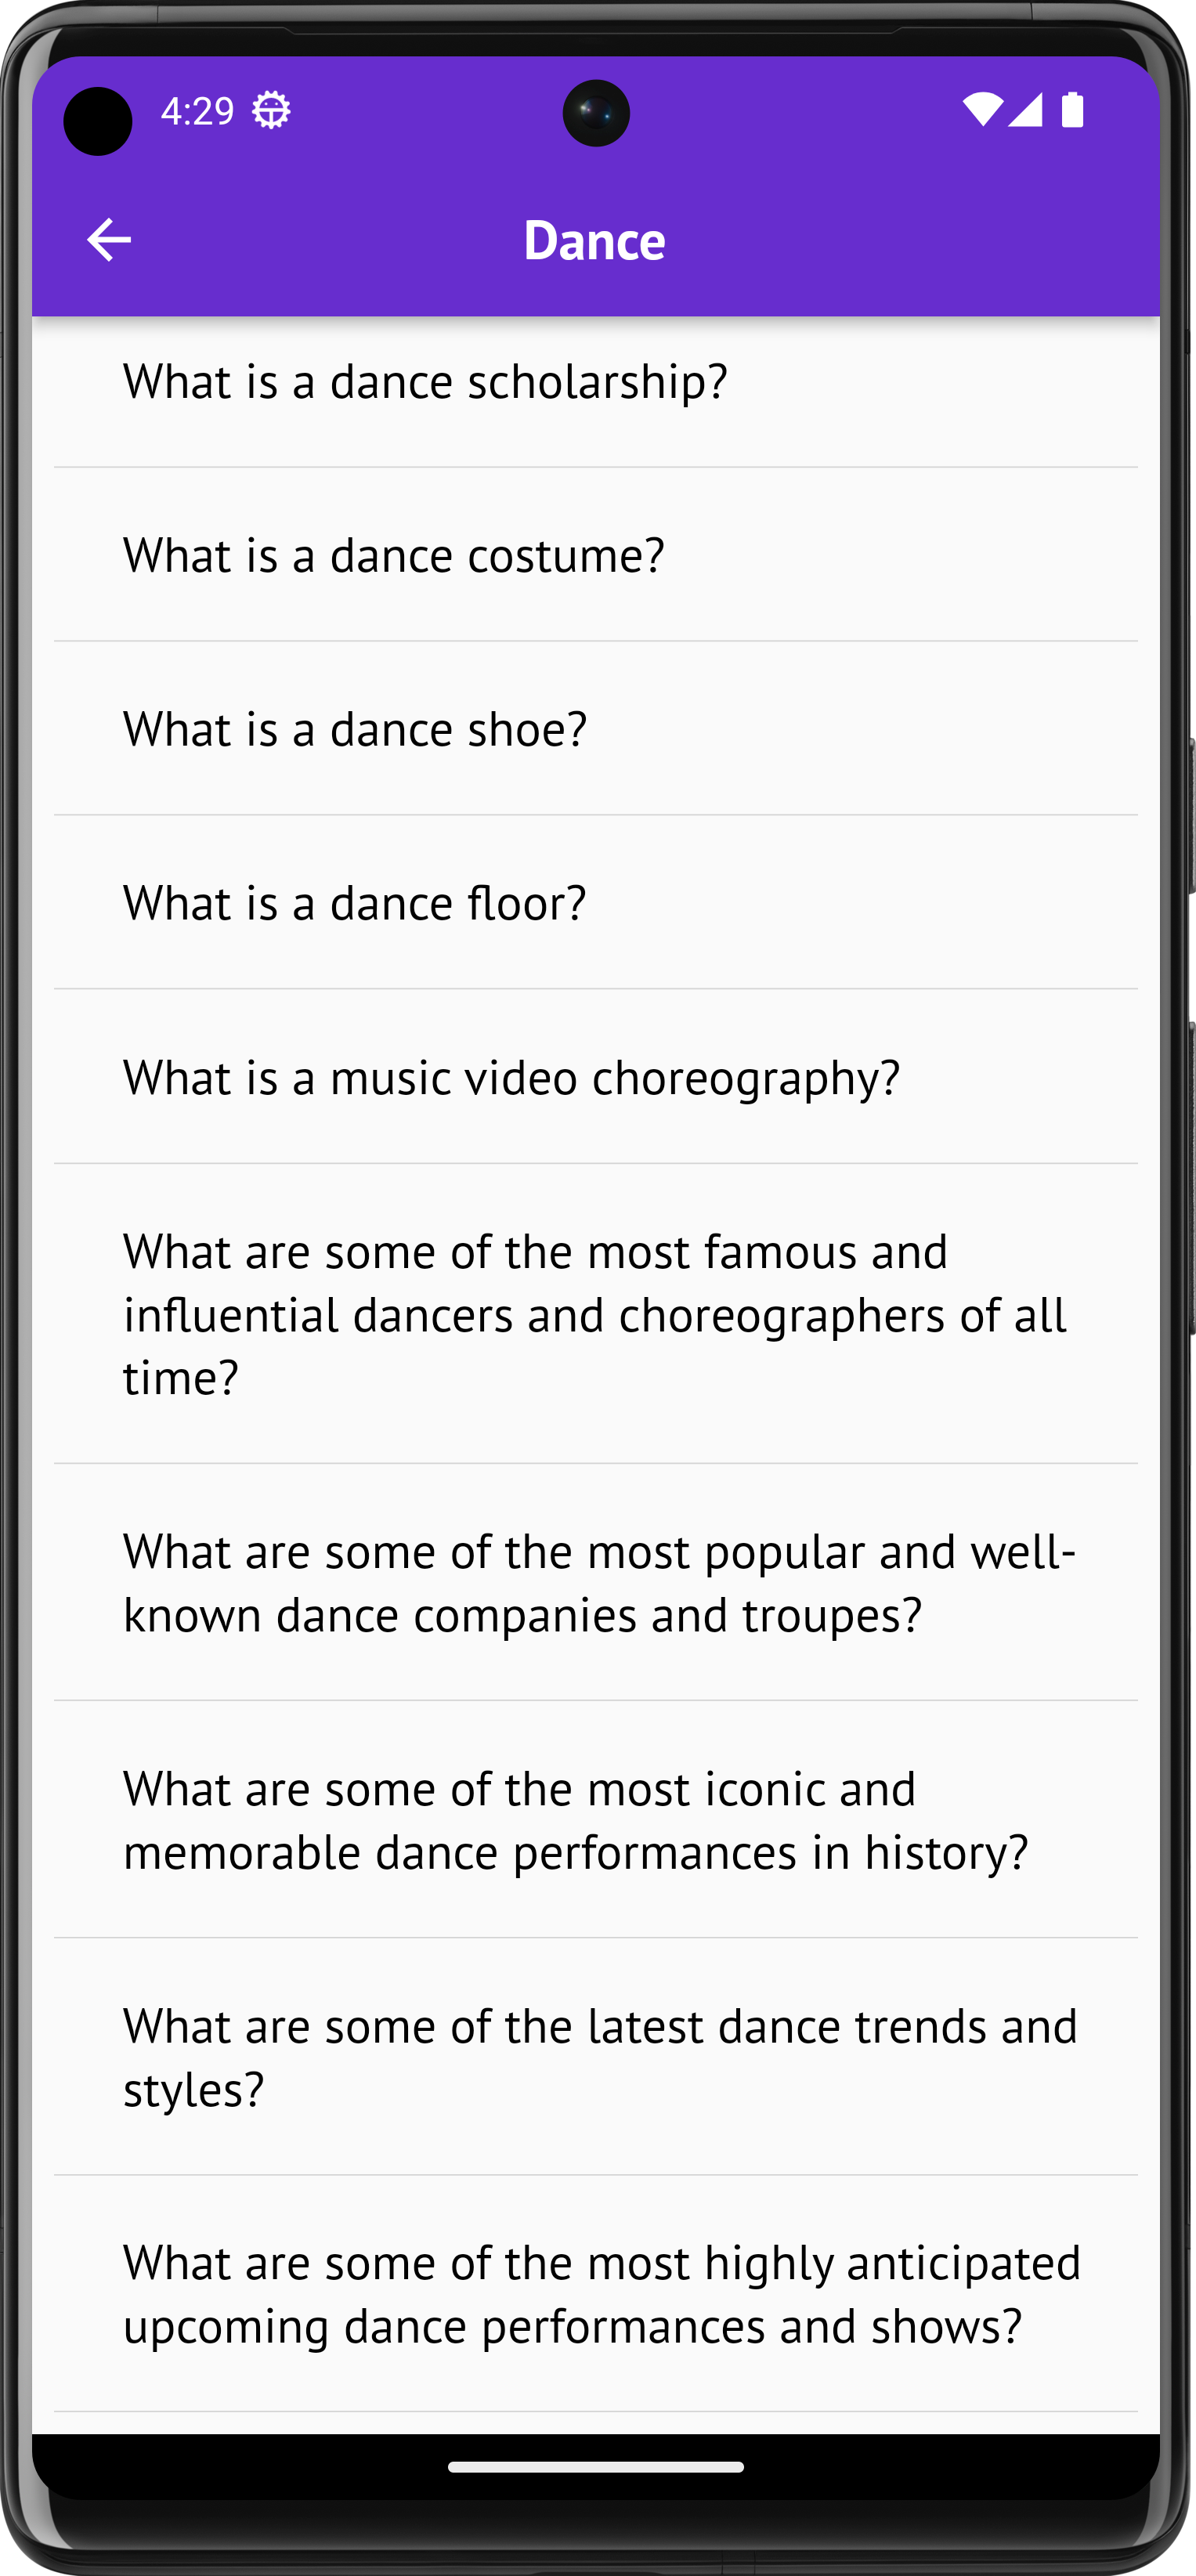 4:29
Dance
What is a dance scholarship?
What is a dance costume?
What is a dance shoe?
What is a dance floor?
What is a music video choreography?
What are some of the most famous and
influential dancers and choreographers of all
time?
What are some of the most popular and well-
known dance companies and troupes?
What are some of the most iconic and
memorable dance performances in history?
What are some of the latest dance trends and
styles?
What are some of the most highly anticipated
upcoming dance performances and shows?